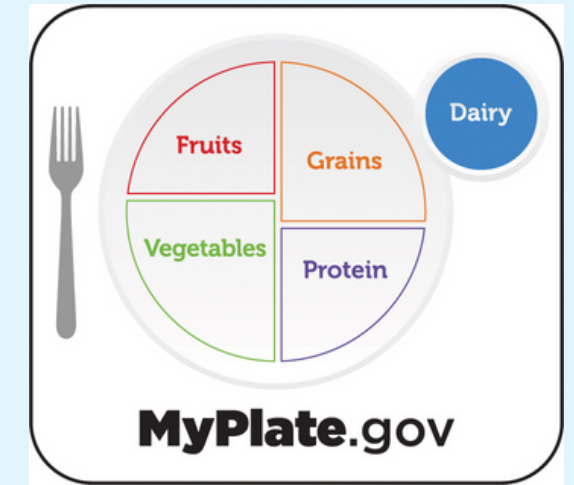 Fruits
Grains
Dairy
Vegetables
Protein
MyPlate.gov